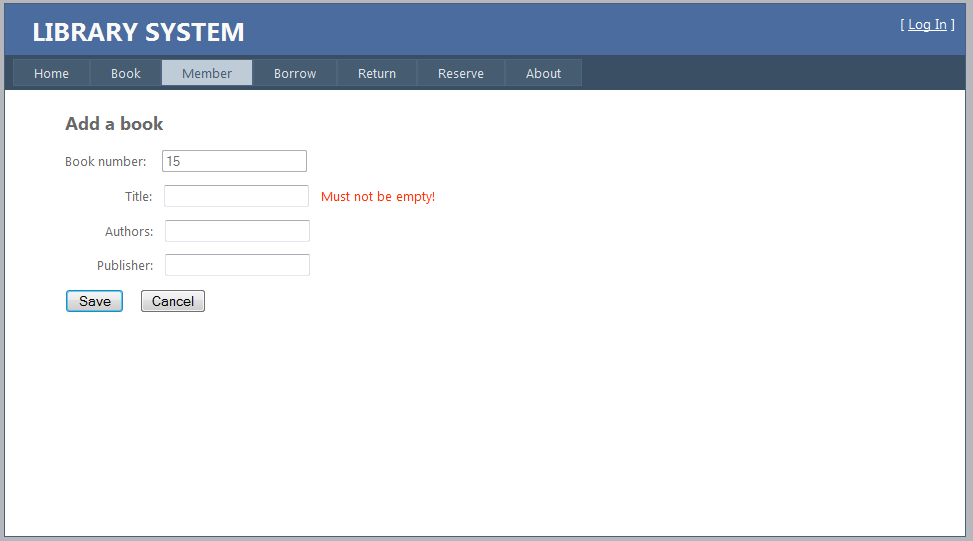 LIBRARY SYSTEM
[ Log In ]
Home Book Member Borrow Return Reserve About
Add a book
Book number: 15
Title: Must not be empty!
Authors:
Publisher:
Save Cancel